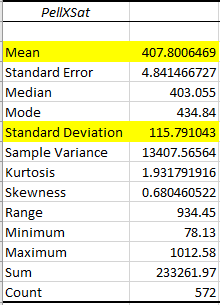 PellXSat
Mean 407.8006469
Standard Error 4.841466727
Median 403.055
Mode 434.84
Standard Deviation 115.791043
Sample Variance 13407.56564
Kurtosis 1.931791916
Skewness 0.680460522
Range 934.45
Minimum 78.13
Maximum 1012.58
Sum 233261.97
Count 572